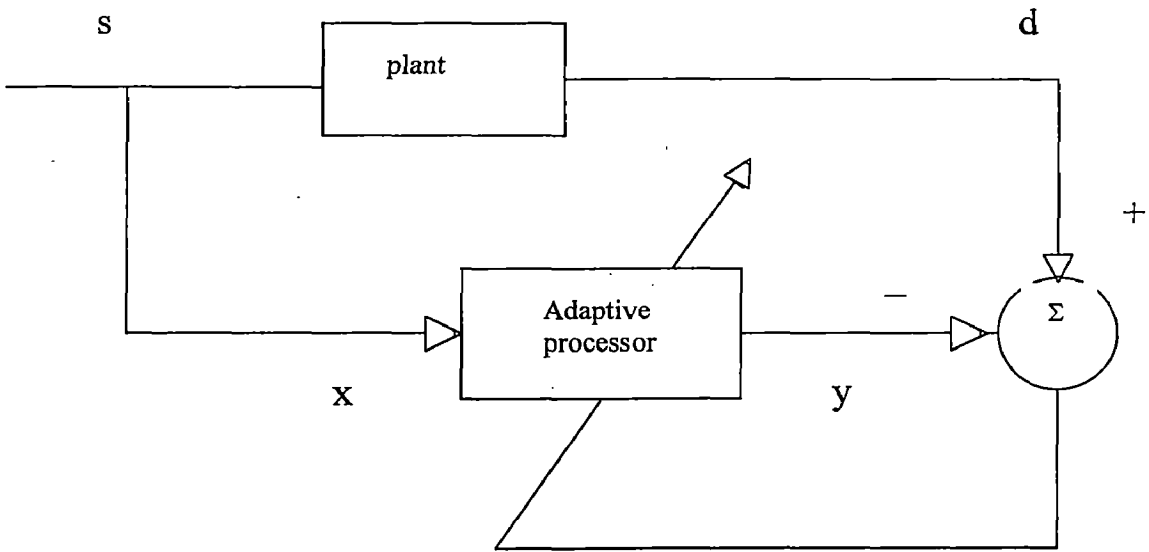 s
d
plant
+
Adaptive
processor
−
Σ
x
y